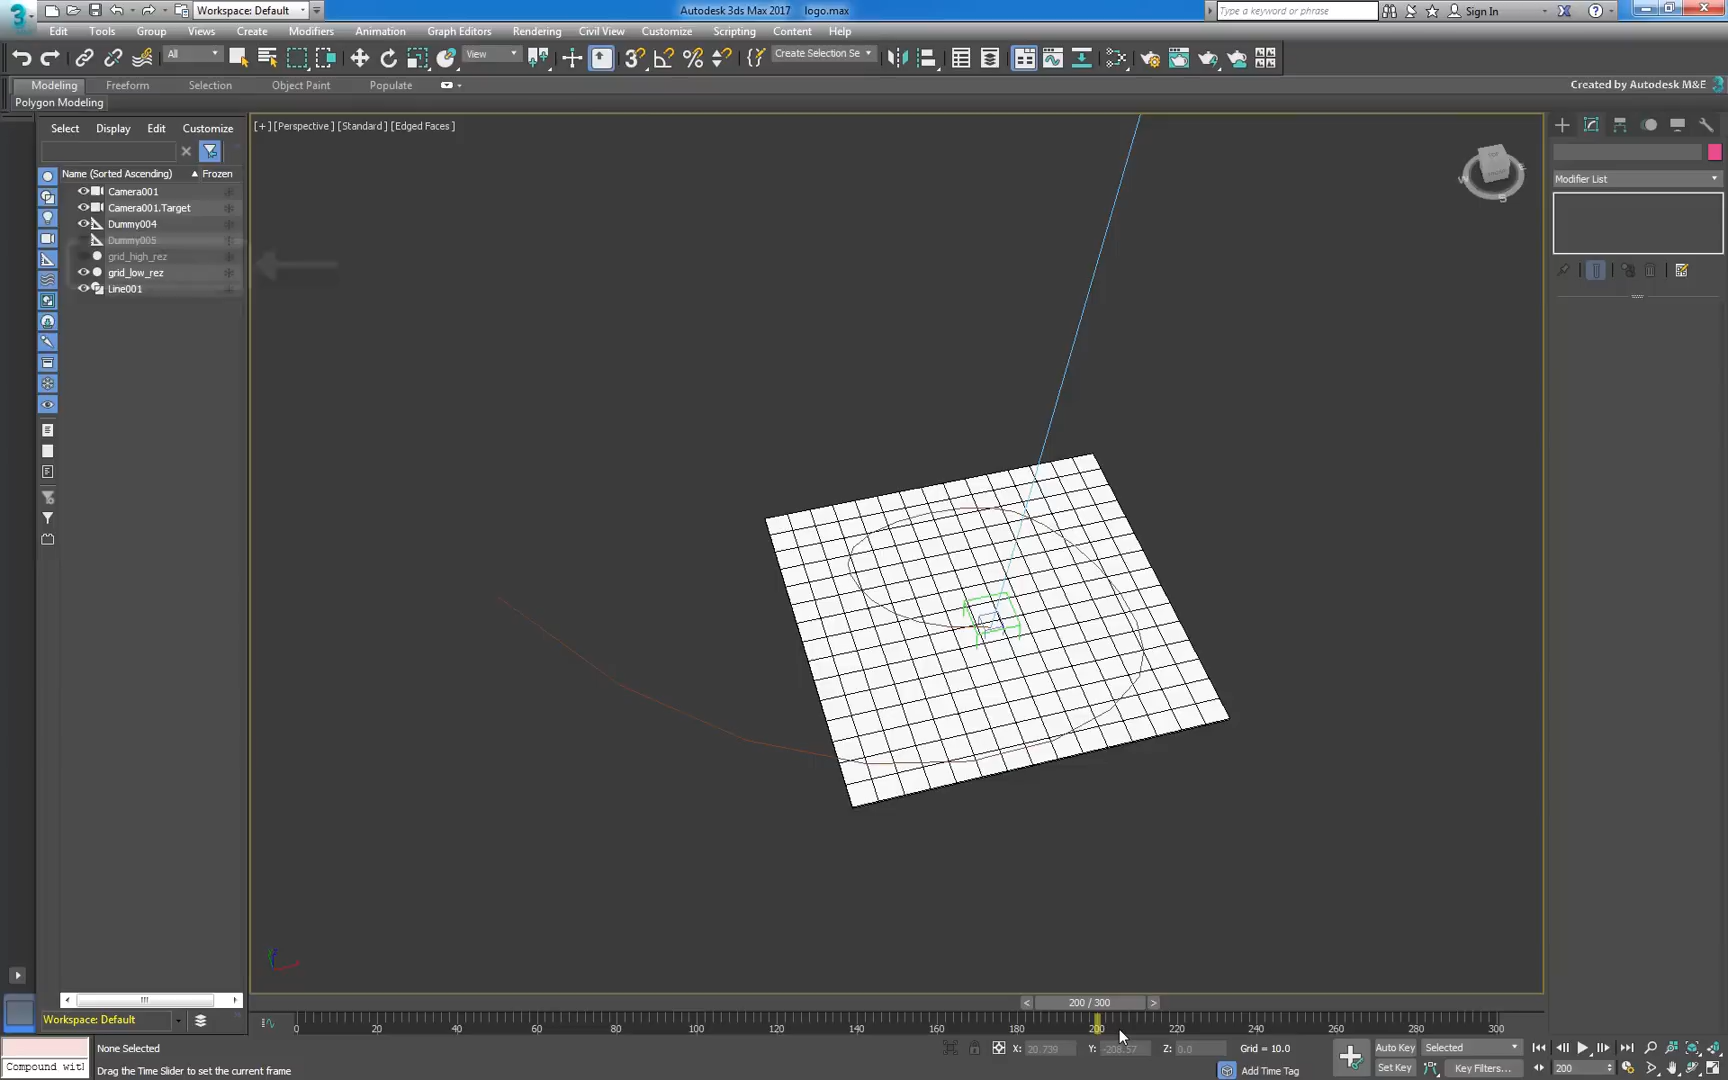 Workspace: Default
Autodesk 3ds Max 2017 logo.max
Type a keyword or phrase
Sign In
Edit Tools Group Views Create Modifiers Animation Graph Editors Rendering Civil View Customize Scripting Content Help
All
View
Create Selection Se
Modeling Freeform Selection Object Paint Populate
Created by Autodesk M&E
Polygon Modeling
Select Display Edit Customize
[+] [Perspective] [Standard] [Edged Faces]
Name (Sorted Ascending) Frozen
Modifier List
Camera001
Camera001.Target
Dummy004
Dummy005
grid_high_rez
grid_low_rez
Line001
200 / 300
Workspace: Default
0 20 40 60 80 100 120 140 160 180 200 220 240 260 280 300
None Selected
X: 20.739 Y: -208.57 Z: 0.0 Grid = 10.0
Auto Key Selected
Compound witl
Drag the Time Slider to set the current frame
Add Time Tag
Set Key Key Filters...
200